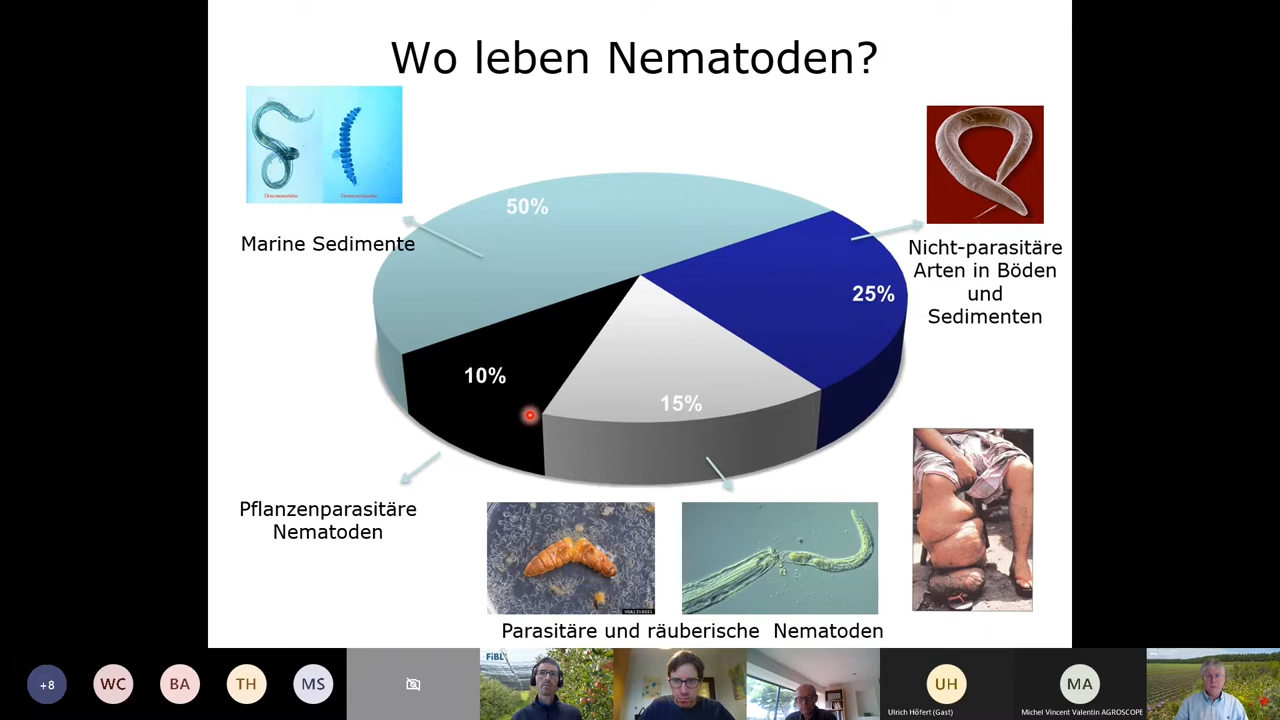 Wo leben Nematoden?
50%
Marine Sedimente
Nicht-parasitäre
Arten in Böden
und
Sedimenten
25%
10%
15%
Pflanzenparasitäre
Nematoden
Parasitäre und räuberische Nematoden
+8
WC
BA
TH
MS
FiBL
UH
Ulrich Höfert (Gast)
MA
Michel Vincent Valentin AGROSCOPE